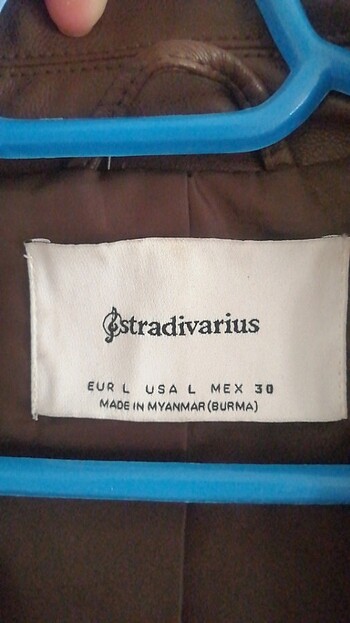 stradivarius
EUR L USA L MEX 30
MADE IN MYANMAR (BURMA)